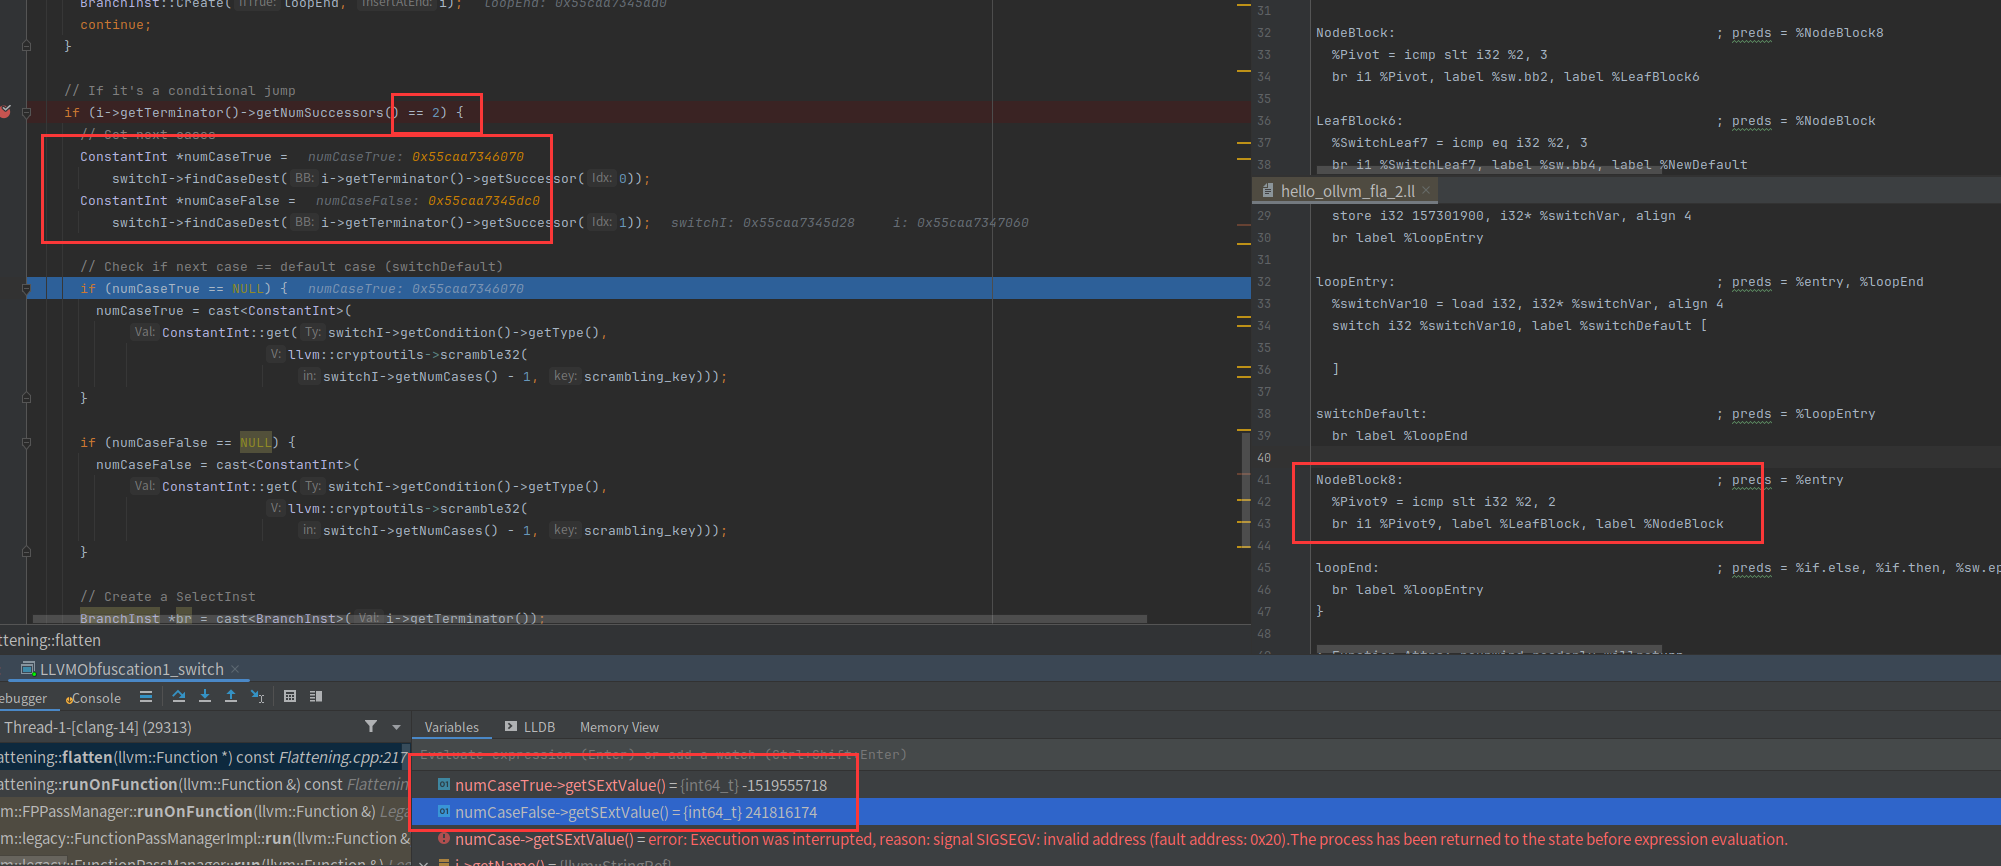 BranchInst::Create( IfTrue: loopEnd, InsertAtEnd: i);   loopEnd: 0x55caa7345ad0
continue;
}
// If it's a conditional jump
if (i->getTerminator()->getNumSuccessors() == 2) {
// Get next cases
ConstantInt *numCaseTrue =   numCaseTrue: 0x55caa7346070
switchI->findCaseDest( BB: i->getTerminator()->getSuccessor( Idx: 0));
ConstantInt *numCaseFalse =   numCaseFalse: 0x55caa7345dc0
switchI->findCaseDest( BB: i->getTerminator()->getSuccessor( Idx: 1));   switchI: 0x55caa7345d28   i: 0x55caa7347060
// Check if next case == default case (switchDefault)
if (numCaseTrue == NULL) {   numCaseTrue: 0x55caa7346070
numCaseTrue = cast<ConstantInt>(
Val: ConstantInt::get( Ty: switchI->getCondition()->getType(),
V: llvm::cryptoutils->scramble32(
in: switchI->getNumCases() - 1, key: scrambling_key)));
}
if (numCaseFalse == NULL) {
numCaseFalse = cast<ConstantInt>(
Val: ConstantInt::get( Ty: switchI->getCondition()->getType(),
V: llvm::cryptoutils->scramble32(
in: switchI->getNumCases() - 1, key: scrambling_key)));
}
// Create a SelectInst
BranchInst *br = cast<BranchInst>( Val: i->getTerminator());
31
32 NodeBlock: ; preds = %NodeBlock8
33 %Pivot = icmp slt i32 %2, 3
34 br i1 %Pivot, label %sw.bb2, label %LeafBlock6
35
36 LeafBlock6: ; preds = %NodeBlock
37 %SwitchLeaf7 = icmp eq i32 %2, 3
38 br i1 %SwitchLeaf7, label %sw.bb4, label %NewDefault
hello_ollvm_fla_2.ll ×
29 store i32 157301900, i32* %switchVar, align 4
30 br label %loopEntry
31
32 loopEntry: ; preds = %entry, %loopEnd
33 %switchVar10 = load i32, i32* %switchVar, align 4
34 switch i32 %switchVar10, label %switchDefault [
35
36 ]
37
38 switchDefault: ; preds = %loopEntry
39 br label %loopEnd
40
41 NodeBlock8: ; preds = %entry
42 %Pivot9 = icmp slt i32 %2, 2
43 br i1 %Pivot9, label %LeafBlock, label %NodeBlock
44
45 loopEnd: ; preds = %if.else, %if.then, %sw.ep
46 br label %loopEntry
47 }
48
; Function Attrs: nounwind readonly willreturn
ttening::flatten
LLVMObfuscation1_switch ×
ebugger Console
Thread-1-[clang-14] (29313)
attening::flatten(llvm::Function *) const Flattening.cpp:217
attening::runOnFunction(llvm::Function &) const Flattenin
m::FPPassManager::runOnFunction(llvm::Function &) Lega
m::legacy::FunctionPassManagerImpl::run(llvm::Function &
m::legacy::FunctionPassManager::run(llvm::Function &) Le
Variables LLDB Memory View
Evaluate expression (Enter) or add a watch (Ctrl+Shift+Enter)
numCaseTrue->getSExtValue() = {int64_t} -1519555718
numCaseFalse->getSExtValue() = {int64_t} 241816174
numCase->getSExtValue() = error: Execution was interrupted, reason: signal SIGSEGV: invalid address (fault address: 0x20).The process has been returned to the state before expression evaluation.
i->getName() = {llvm::StringRef}